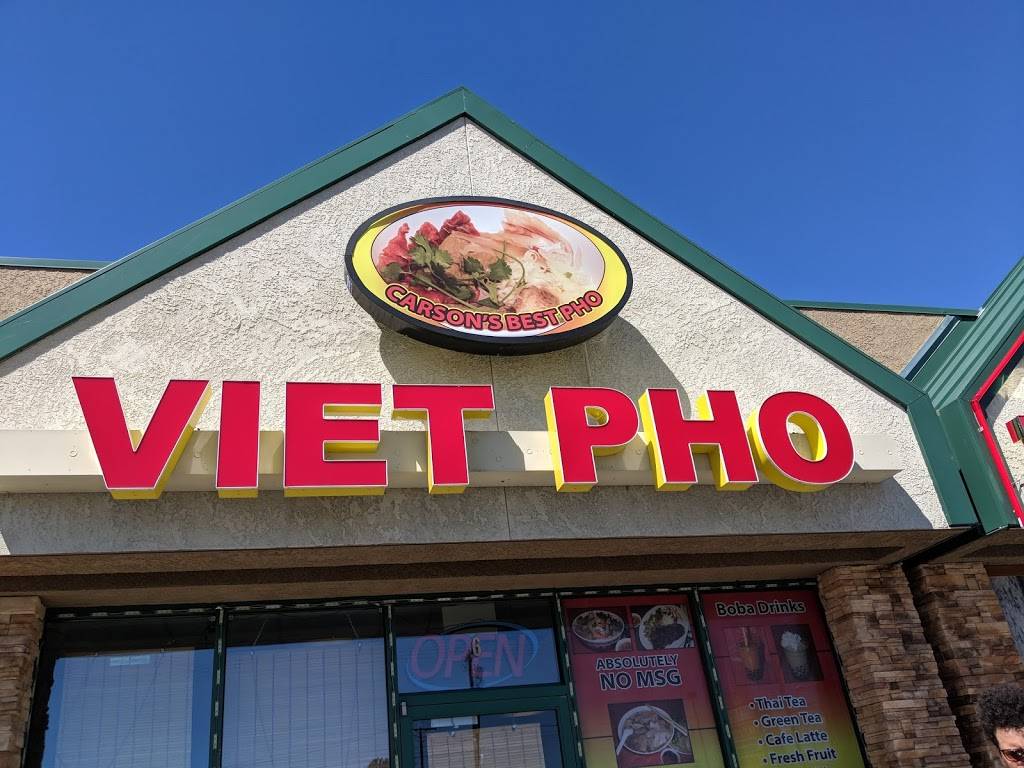 CARSON'S BEST PHO
VIET PHO
OPEN
6
ABSOLUTELY
NO MSG
Boba Drinks
• Thai Tea
• Green Tea
• Cafe Latte
• Fresh Fruit